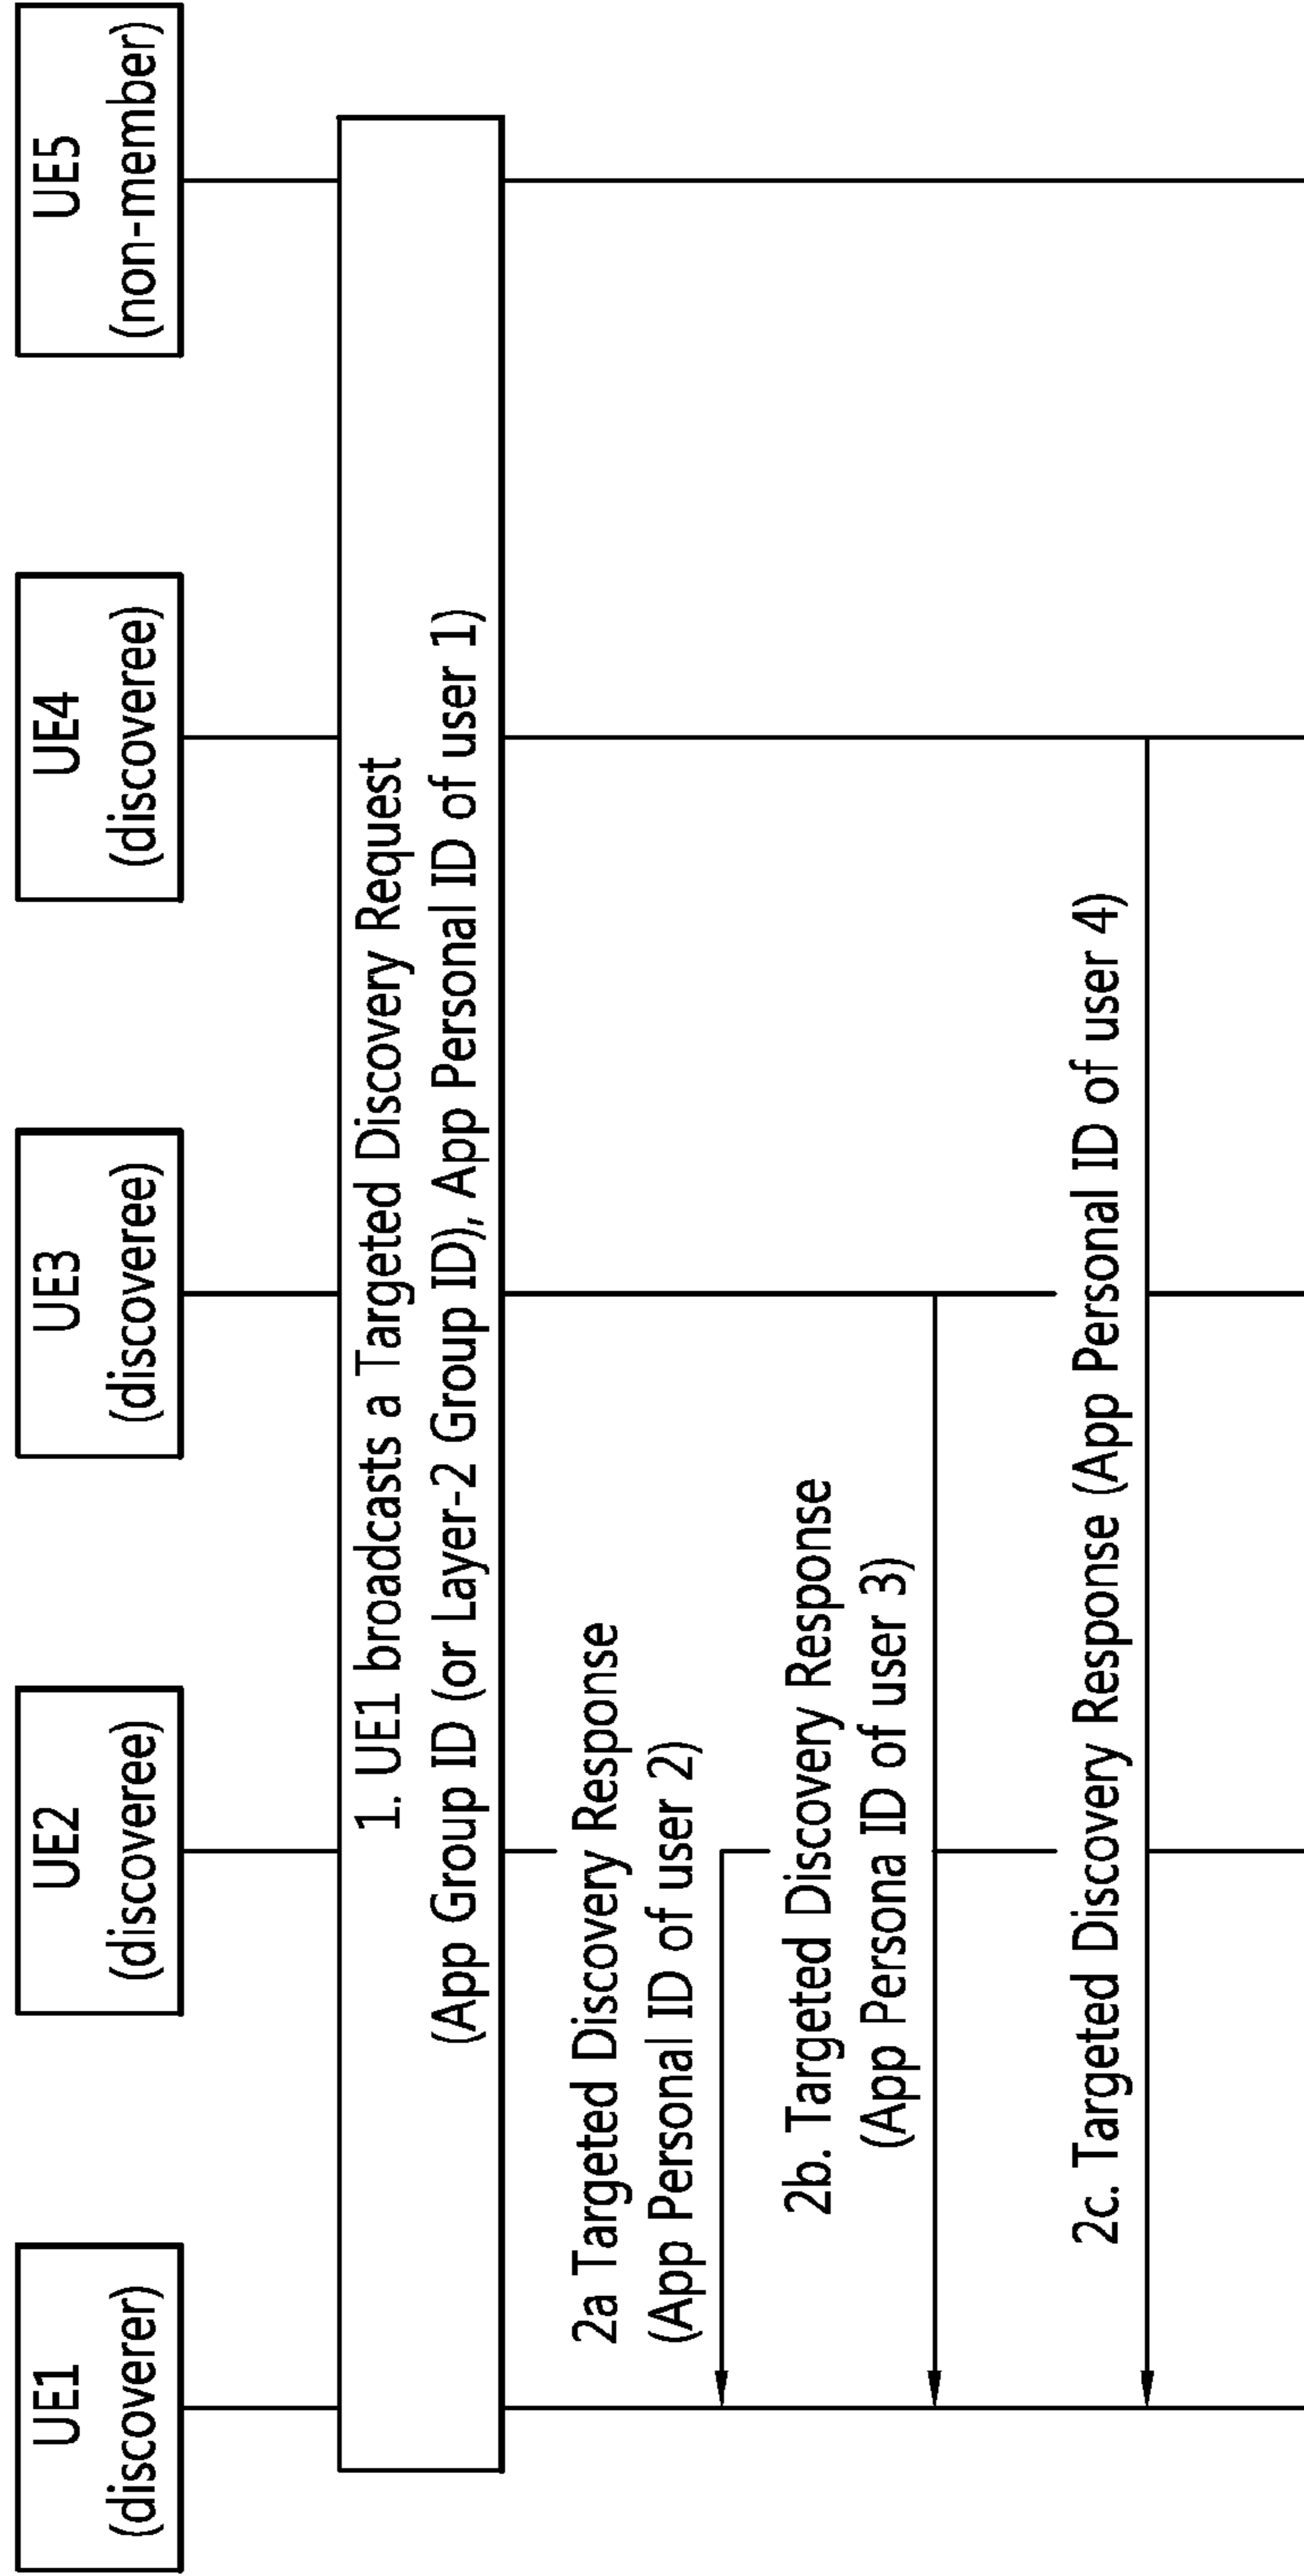 UE1
(discoverer)
UE2
(discoveree)
UE3
(discoveree)
UE4
(discoveree)
UE5
(non-member)
1. UE1 broadcasts a Targeted Discovery Request
(App Group ID (or Layer-2 Group ID), App Personal ID of user 1)
2a Targeted Discovery Response
(App Personal ID of user 2)
2b. Targeted Discovery Response
(App Persona ID of user 3)
2c. Targeted Discovery Response (App Personal ID of user 4)